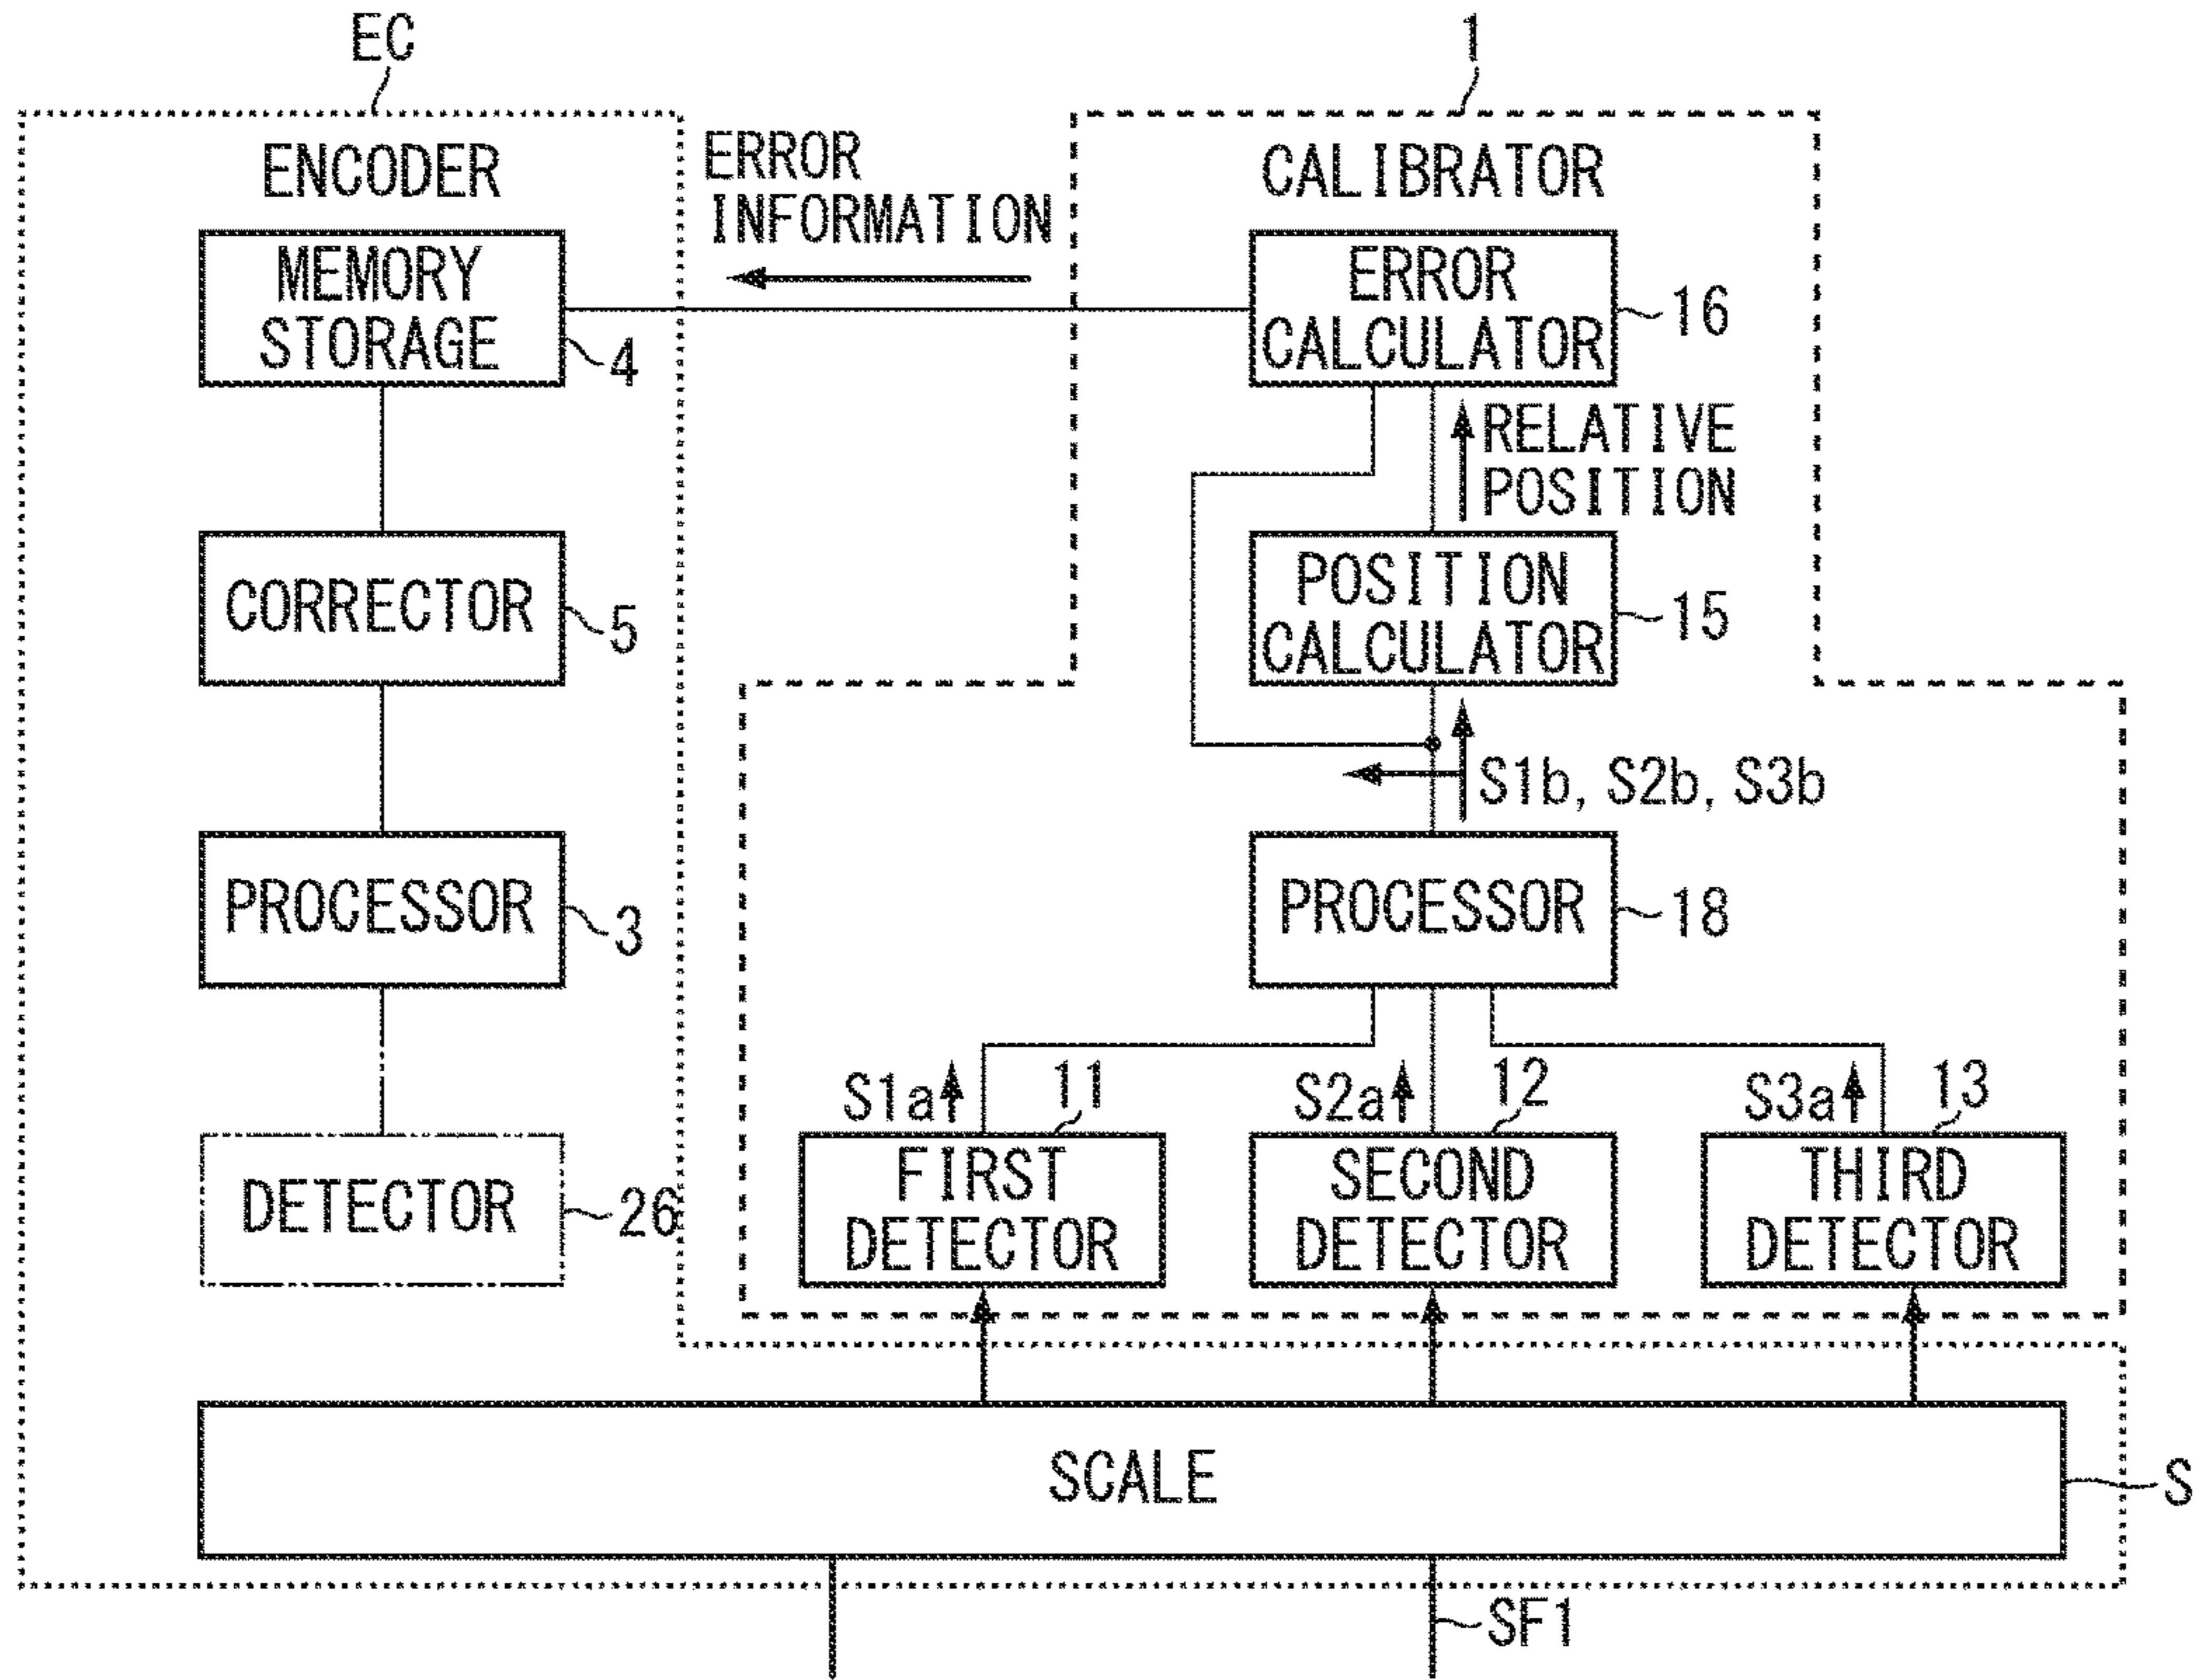 EC
1
ENCODER
ERROR
INFORMATION
CALIBRATOR
MEMORY
STORAGE
4
ERROR
CALCULATOR
16
RELATIVE
POSITION
CORRECTOR
5
POSITION
CALCULATOR
15
S1b, S2b, S3b
PROCESSOR
3
PROCESSOR
18
S1a
11
S2a
12
S3a
13
DETECTOR
26
FIRST
DETECTOR
SECOND
DETECTOR
THIRD
DETECTOR
SCALE
S
SF1